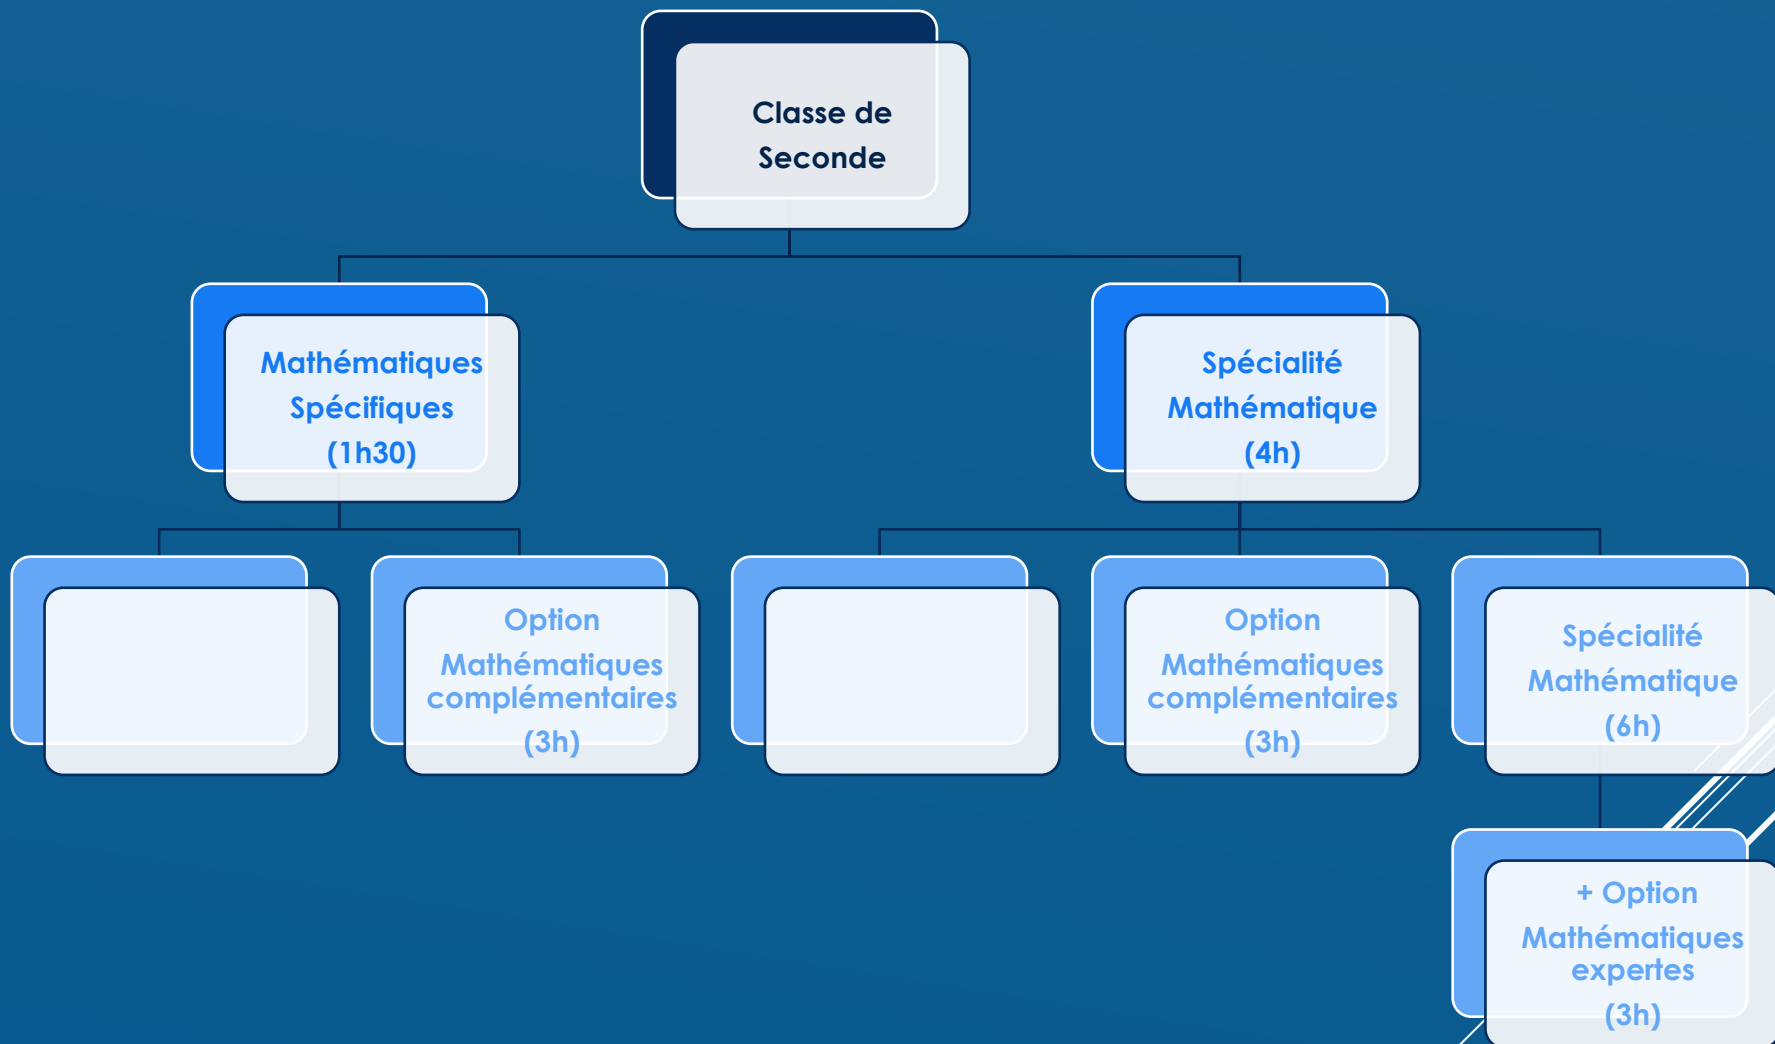 Classe de
Seconde
Mathématiques
Spécifiques
(1h30)
Spécialité
Mathématique
(4h)
Option
Mathématiques
complémentaires
(3h)
Option
Mathématiques
complémentaires
(3h)
Spécialité
Mathématique
(6h)
+ Option
Mathématiques
expertes
(3h)